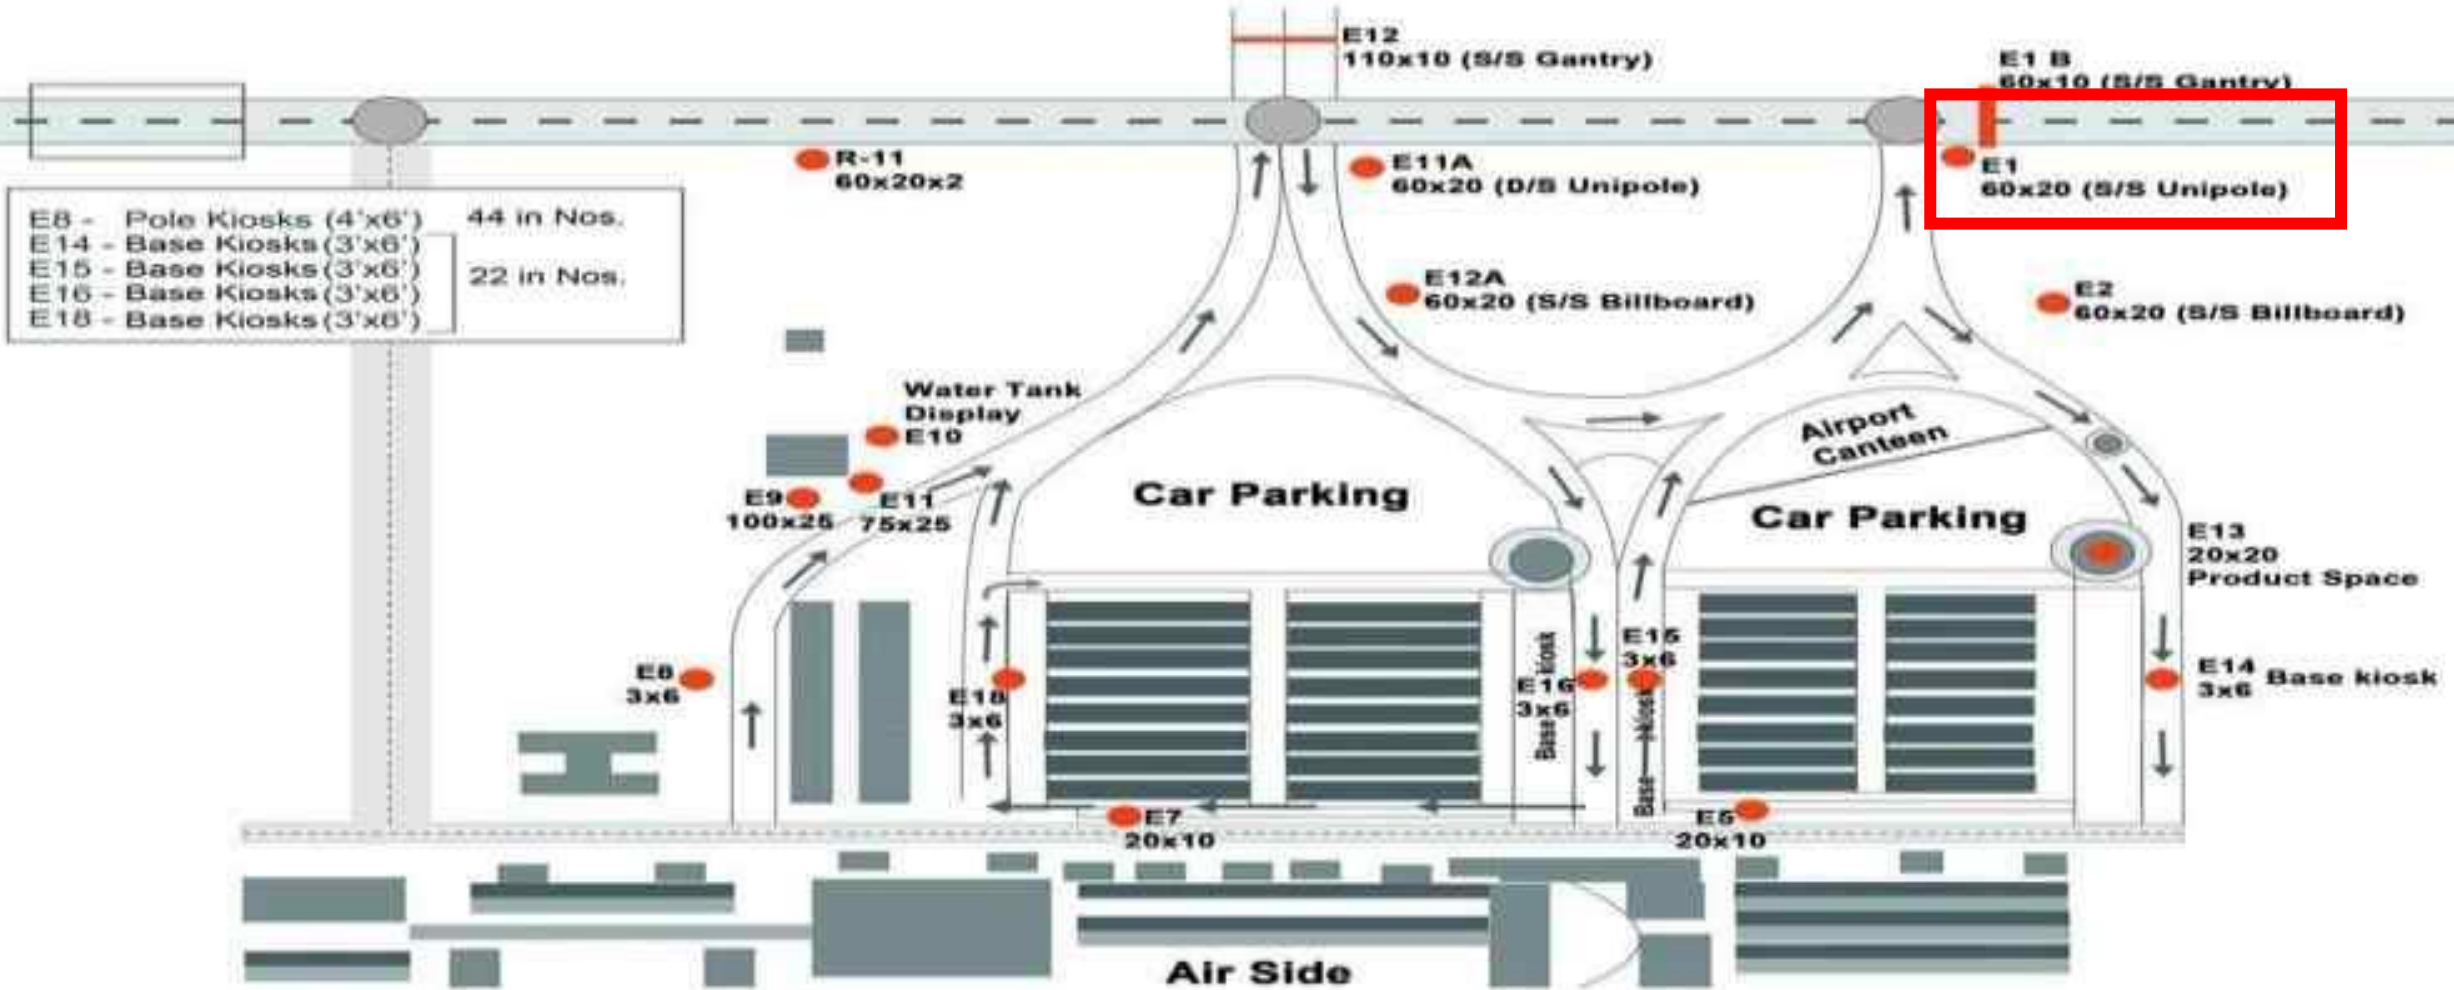 E12
110x10 (S/S Gantry)
E1 B
60x10 (S/S Gantry)
R-11
60x20x2
E11A
60x20 (D/S Unipole)
E1
60x20 (S/S Unipole)
E8 - Pole Kiosks (4'x6') 44 in Nos.
E14 - Base Kiosks (3'x6')
E15 - Base Kiosks (3'x6')
22 in Nos.
E16 - Base Kiosks (3'x6')
E18 - Base Kiosks (3'x6')
E12A
60x20 (S/S Billboard)
E2
60x20 (S/S Billboard)
Water Tank
Display
E10
Airport
Canteen
E9
100x25
E11
75x25
Car Parking
Car Parking
E13
20x20
Product Space
E8
3x6
E18
3x6
Base kiosk
E16
3x6
E15
3x6
Base kiosk
E14
3x6
Base kiosk
E7
20x10
E5
20x10
Air Side